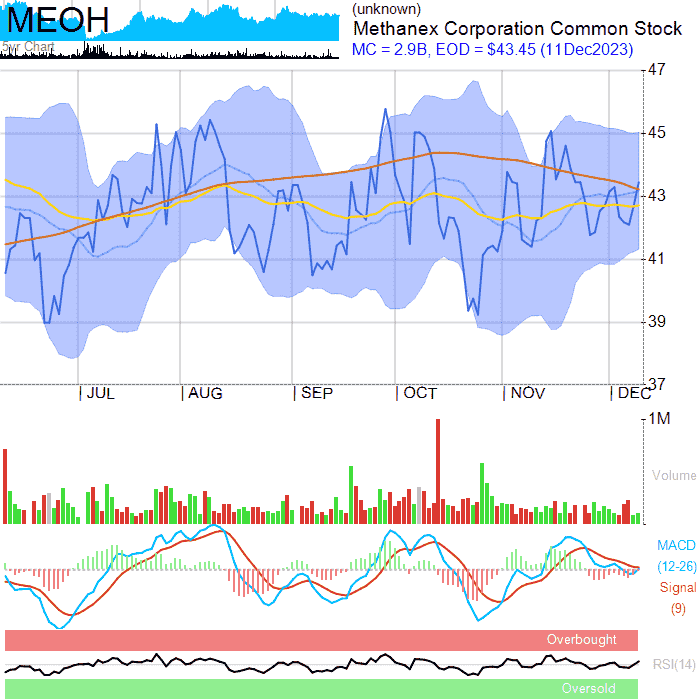 MEOH
5yr Chart
(unknown)
Methanex Corporation Common Stock
MC = 2.9B, EOD = $43.45 (11Dec2023)
47
45
43
41
39
37
| JUL
| AUG
| SEP
| OCT
| NOV
| DEC
1M
Volume
MACD
(12-26)
Signal
(9)
Overbought
RSI(14)
Oversold